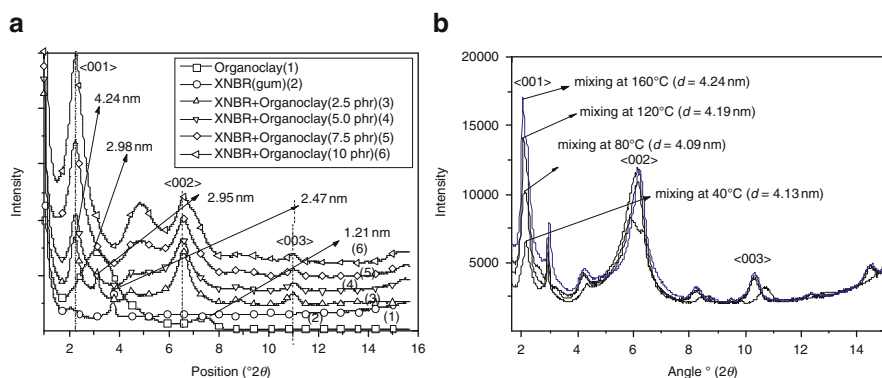 a
Intensity
<001>
4.24 nm
2.98 nm
<002>
2.95 nm
2.47 nm
<003>
1.21 nm
Organoclay(1)
XNBR(gum)(2)
XNBR+Organoclay(2.5 phr)(3)
XNBR+Organoclay(5.0 phr)(4)
XNBR+Organoclay(7.5 phr)(5)
XNBR+Organoclay(10 phr)(6)
(6)
(5)
(4)
(3)
(2)
(1)
2 4 6 8 10 12 14 16
Position (°2θ)
b
Intensity
20000
15000
10000
5000
<001>
mixing at 160°C (d = 4.24 nm)
mixing at 120°C (d = 4.19 nm)
mixing at 80°C (d = 4.09 nm)
<002>
mixing at 40°C (d = 4.13 nm)
<003>
2 4 6 8 10 12 14
Angle ° (2θ)